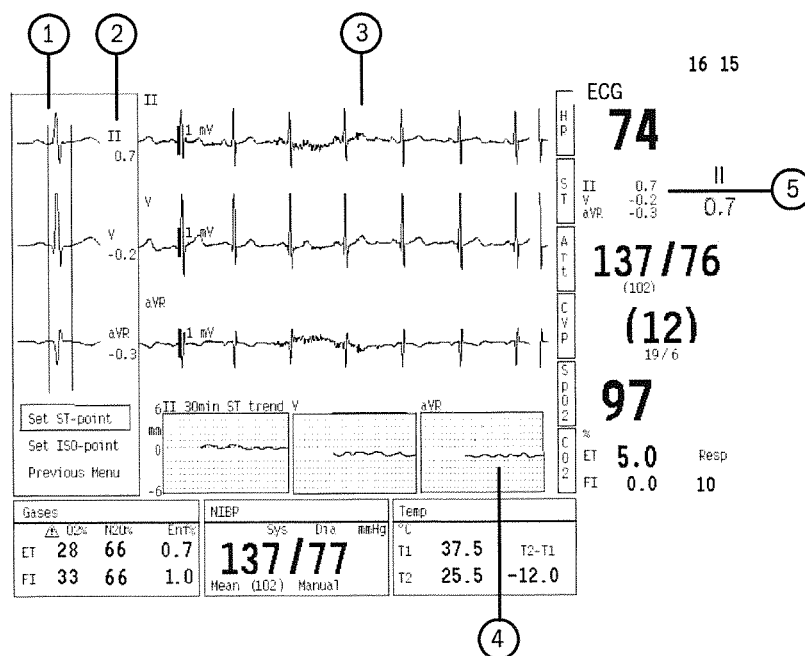 1
2
3
16 15
II
ECG
HP
74
II
0.7
1 mV
ST
II 0.7
V -0.2
aVR -0.3
II
0.7
5
V
V
-0.2
1 mV
Art
137/76
(102)
aVR
aVR
-0.3
1 mV
CVP
(12)
19/6
SpO2
97
%
Set ST-point
Set ISO-point
Previous Menu
II 30min ST trend V aVR
6
mm
0
-6
CO2
ET 5.0 Resp
FI 0.0 10
Gases
O2% N2O% Enf%
ET 28 66 0.7
FI 33 66 1.0
NIBP
Sys Dia mmHg
137/77
Mean (102) Manual
Temp
°C
T1 37.5 T2-T1
T2 25.5 -12.0
4